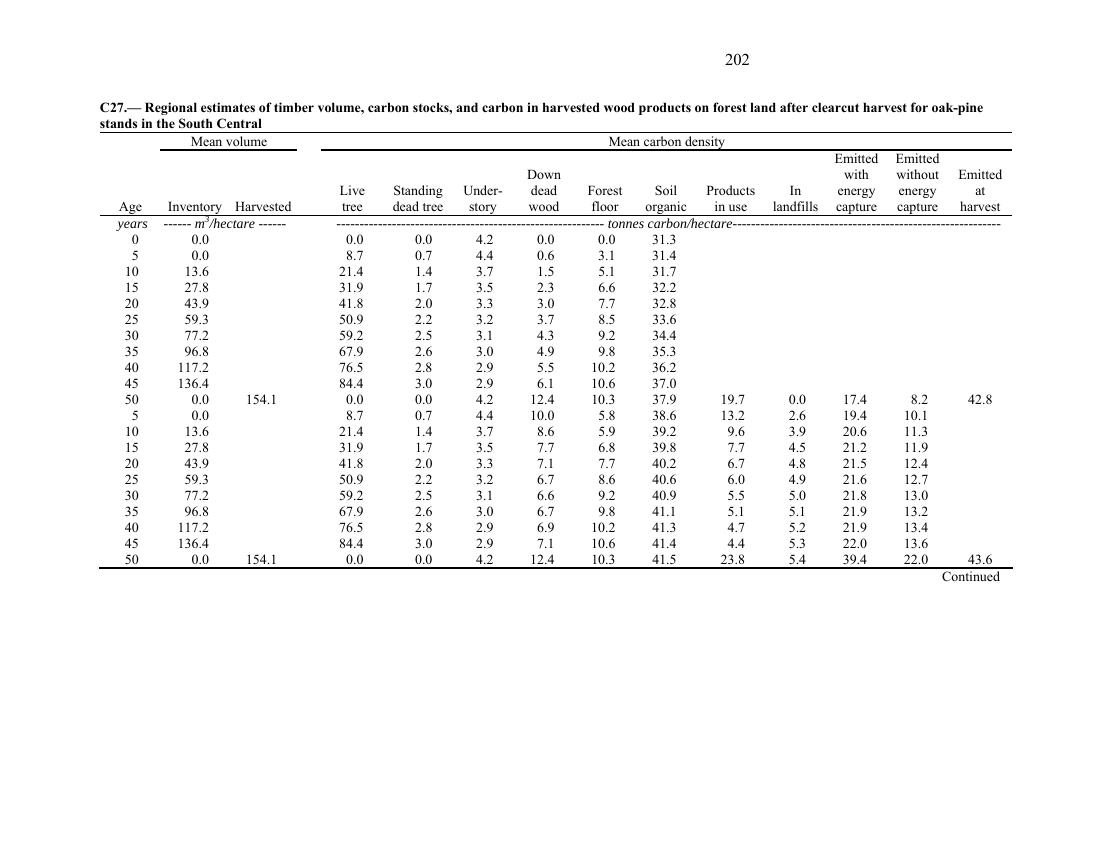 202
C27.— Regional estimates of timber volume, carbon stocks, and carbon in harvested wood products on forest land after clearcut harvest for oak-pine
stands in the South Central
Mean volume Mean carbon density
Age Inventory Harvested Live tree Standing dead tree Under-story Down dead wood Forest floor Soil organic Products in use In landfills Emitted with energy capture Emitted without energy capture Emitted at harvest
years ------ m³/hectare ------ ------------------------------------------------------------ tonnes carbon/hectare------------------------------------------------------------
0 0.0 0.0 0.0 4.2 0.0 0.0 31.3
5 0.0 8.7 0.7 4.4 0.6 3.1 31.4
10 13.6 21.4 1.4 3.7 1.5 5.1 31.7
15 27.8 31.9 1.7 3.5 2.3 6.6 32.2
20 43.9 41.8 2.0 3.3 3.0 7.7 32.8
25 59.3 50.9 2.2 3.2 3.7 8.5 33.6
30 77.2 59.2 2.5 3.1 4.3 9.2 34.4
35 96.8 67.9 2.6 3.0 4.9 9.8 35.3
40 117.2 76.5 2.8 2.9 5.5 10.2 36.2
45 136.4 84.4 3.0 2.9 6.1 10.6 37.0
50 0.0 154.1 0.0 0.0 4.2 12.4 10.3 37.9 19.7 0.0 17.4 8.2 42.8
5 0.0 8.7 0.7 4.4 10.0 5.8 38.6 13.2 2.6 19.4 10.1
10 13.6 21.4 1.4 3.7 8.6 5.9 39.2 9.6 3.9 20.6 11.3
15 27.8 31.9 1.7 3.5 7.7 6.8 39.8 7.7 4.5 21.2 11.9
20 43.9 41.8 2.0 3.3 7.1 7.7 40.2 6.7 4.8 21.5 12.4
25 59.3 50.9 2.2 3.2 6.7 8.6 40.6 6.0 4.9 21.6 12.7
30 77.2 59.2 2.5 3.1 6.6 9.2 40.9 5.5 5.0 21.8 13.0
35 96.8 67.9 2.6 3.0 6.7 9.8 41.1 5.1 5.1 21.9 13.2
40 117.2 76.5 2.8 2.9 6.9 10.2 41.3 4.7 5.2 21.9 13.4
45 136.4 84.4 3.0 2.9 7.1 10.6 41.4 4.4 5.3 22.0 13.6
50 0.0 154.1 0.0 0.0 4.2 12.4 10.3 41.5 23.8 5.4 39.4 22.0 43.6
Continued